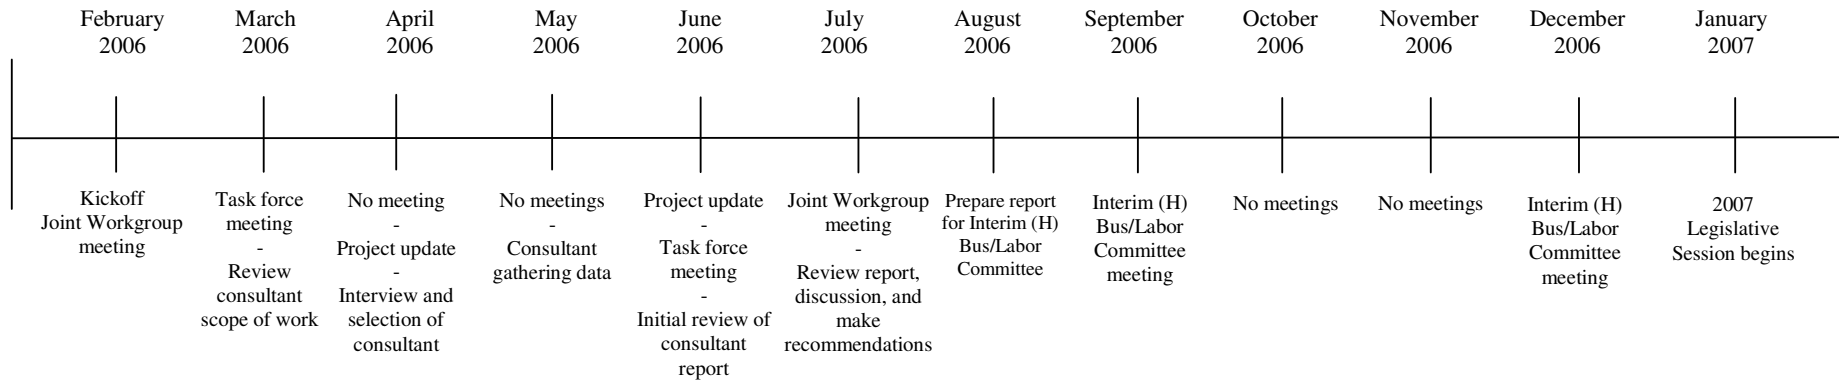 February
2006
March
2006
April
2006
May
2006
June
2006
July
2006
August
2006
September
2006
October
2006
November
2006
December
2006
January
2007
Kickoff
Joint Workgroup
meeting
Task force
meeting
-
Review
consultant
scope of work
No meeting
-
Project update
-
Interview and
selection of
consultant
No meetings
-
Consultant
gathering data
Project update
-
Task force
meeting
-
Initial review of
consultant
report
Joint Workgroup
meeting
-
Review report,
discussion, and
make
recommendations
Prepare report
for Interim (H)
Bus/Labor
Committee
Interim (H)
Bus/Labor
Committee
meeting
No meetings
No meetings
Interim (H)
Bus/Labor
Committee
meeting
2007
Legislative
Session begins